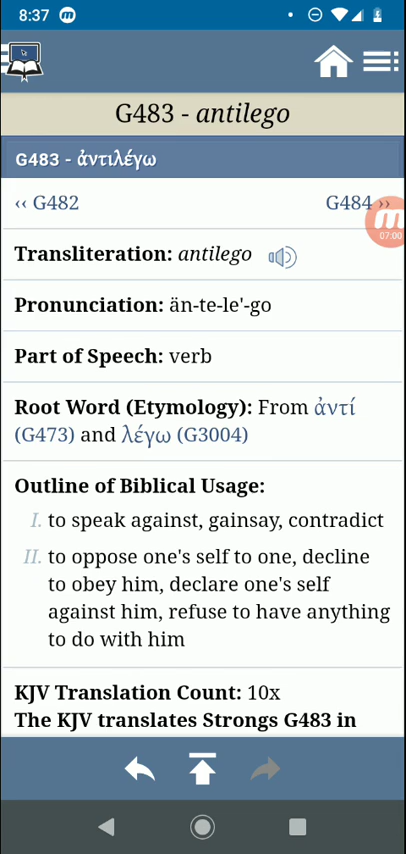 8:37
G483 - antilego
G483 - ἀντιλέγω
‹‹ G482 G484 ››
07:00
Transliteration: antilego
Pronunciation: än-te-le'-go
Part of Speech: verb
Root Word (Etymology): From ἀντί
(G473) and λέγω (G3004)
Outline of Biblical Usage:
I. to speak against, gainsay, contradict
II. to oppose one's self to one, decline
to obey him, declare one's self
against him, refuse to have anything
to do with him
KJV Translation Count: 10x
The KJV translates Strongs G483 in